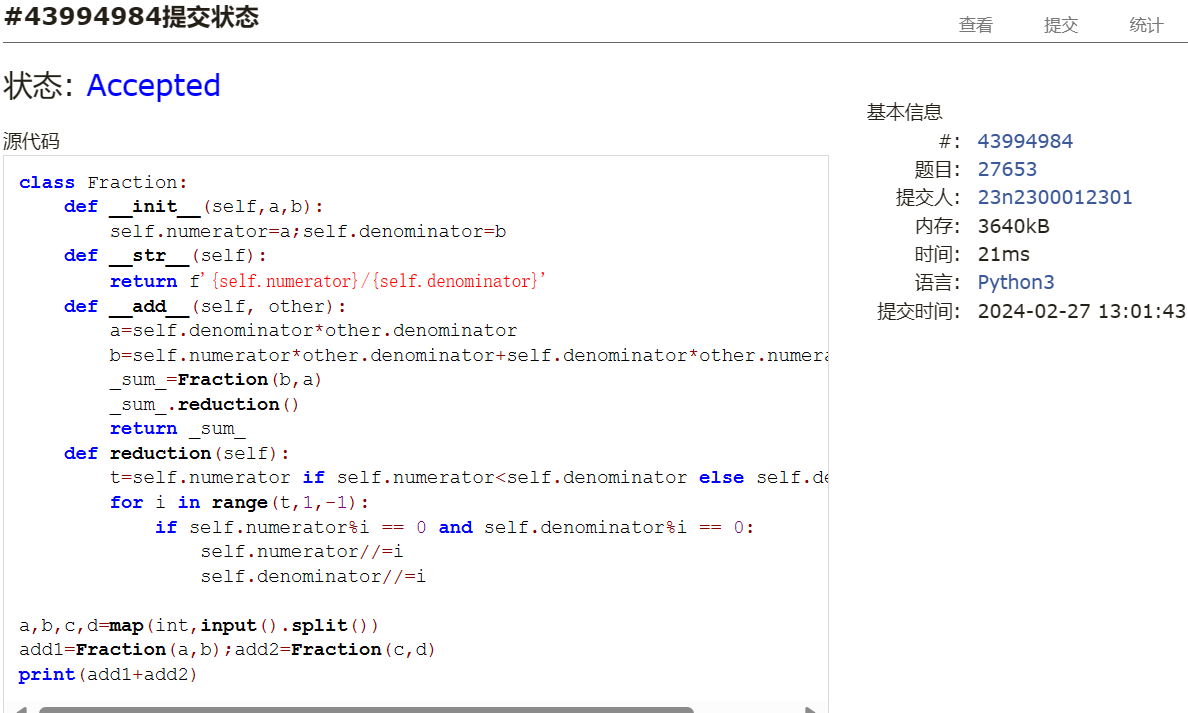 #43994984提交状态
查看 提交 统计
状态: Accepted
源代码
class Fraction:
    def __init__(self,a,b):
        self.numerator=a;self.denominator=b
    def __str__(self):
        return f'{self.numerator}/{self.denominator}'
    def __add__(self, other):
        a=self.denominator*other.denominator
        b=self.numerator*other.denominator+self.denominator*other.numera
        _sum_=Fraction(b,a)
        _sum_.reduction()
        return _sum_
    def reduction(self):
        t=self.numerator if self.numerator<self.denominator else self.de
        for i in range(t,1,-1):
            if self.numerator%i == 0 and self.denominator%i == 0:
                self.numerator//=i
                self.denominator//=i
a,b,c,d=map(int,input().split())
add1=Fraction(a,b);add2=Fraction(c,d)
print(add1+add2)
基本信息
#: 43994984
题目: 27653
提交人: 23n2300012301
内存: 3640kB
时间: 21ms
语言: Python3
提交时间: 2024-02-27 13:01:43